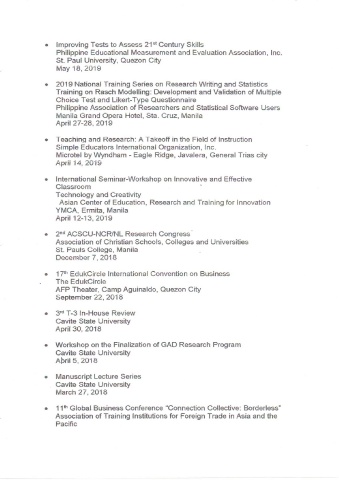 • Improving Tests to Assess 21st Century Skills
Philippine Educational Measurement and Evaluation Association, Inc.
St. Paul University, Quezon City
May 18, 2019
• 2019 National Training Series on Research Writing and Statistics
Training on Rasch Modelling: Development and Validation of Multiple
Choice Test and Likert-Type Questionnaire
Philippine Association of Researchers and Statistical Software Users
Manila Grand Opera Hotel, Sta. Cruz, Manila
April 27-28, 2019
• Teaching and Research: A Takeoff in the Field of Instruction
Simple Educators International Organization, Inc.
Microtel by Wyndham - Eagle Ridge, Javalera, General Trias city
April 14, 2019
• International Seminar-Workshop on Innovative and Effective
Classroom
Technology and Creativity
Asian Center of Education, Research and Training for Innovation
YMCA, Ermita, Manila
April 12-13, 2019
• 2nd ACSCU-NCR/NL Research Congress
Association of Christian Schools, Colleges and Universities
St. Pauls College, Manila
December 7, 2018
• 17th EdukCircle International Convention on Business
The EdukCircle
AFP Theater, Camp Aguinaldo, Quezon City
September 22, 2018
• 3rd T-3 In-House Review
Cavite State University
April 30, 2018
• Workshop on the Finalization of GAD Research Program
Cavite State University
April 5, 2018
• Manuscript Lecture Series
Cavite State University
March 27, 2018
• 11th Global Business Conference "Connection Collective: Borderless"
Association of Training Institutions for Foreign Trade in Asia and the
Pacific